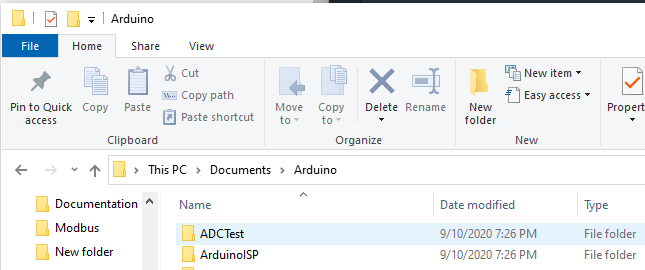 Arduino
File Home Share View
Pin to Quick access
Copy
Paste
Cut
Copy path
Paste shortcut
Clipboard
Move to
Copy to
Delete
Rename
Organize
New folder
New item
Easy access
New
Propert
This PC > Documents > Arduino
Documentation
Modbus
New folder
Name Date modified Type
ADCTest 9/10/2020 7:26 PM File folder
ArduinoISP 9/10/2020 7:26 PM File folder